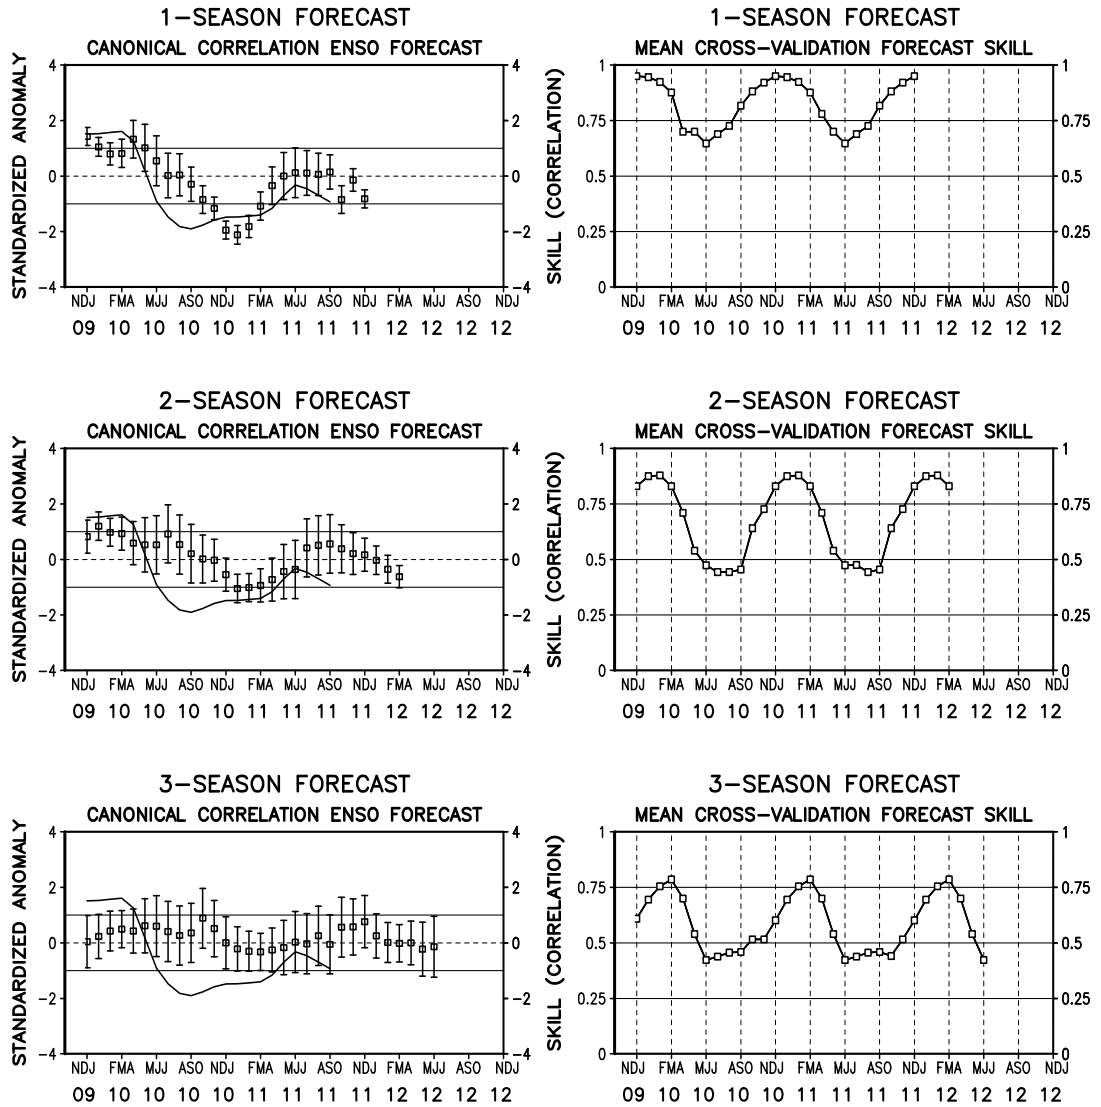 1-SEASON FORECAST
CANONICAL CORRELATION ENSO FORECAST
STANDARDIZED ANOMALY
4 2 0 -2 -4
4 2 0 -2 -4
NDJ FMA MJJ ASO NDJ FMA MJJ ASO NDJ FMA MJJ ASO NDJ
09 10 10 10 10 11 11 11 11 12 12 12 12
1-SEASON FORECAST
MEAN CROSS-VALIDATION FORECAST SKILL
SKILL (CORRELATION)
1 0.75 0.5 0.25 0
1 0.75 0.5 0.25 0
NDJ FMA MJJ ASO NDJ FMA MJJ ASO NDJ FMA MJJ ASO NDJ
09 10 10 10 10 11 11 11 11 12 12 12 12
2-SEASON FORECAST
CANONICAL CORRELATION ENSO FORECAST
STANDARDIZED ANOMALY
4 2 0 -2 -4
4 2 0 -2 -4
NDJ FMA MJJ ASO NDJ FMA MJJ ASO NDJ FMA MJJ ASO NDJ
09 10 10 10 10 11 11 11 11 12 12 12 12
2-SEASON FORECAST
MEAN CROSS-VALIDATION FORECAST SKILL
SKILL (CORRELATION)
1 0.75 0.5 0.25 0
1 0.75 0.5 0.25 0
NDJ FMA MJJ ASO NDJ FMA MJJ ASO NDJ FMA MJJ ASO NDJ
09 10 10 10 10 11 11 11 11 12 12 12 12
3-SEASON FORECAST
CANONICAL CORRELATION ENSO FORECAST
STANDARDIZED ANOMALY
4 2 0 -2 -4
4 2 0 -2 -4
NDJ FMA MJJ ASO NDJ FMA MJJ ASO NDJ FMA MJJ ASO NDJ
09 10 10 10 10 11 11 11 11 12 12 12 12
3-SEASON FORECAST
MEAN CROSS-VALIDATION FORECAST SKILL
SKILL (CORRELATION)
1 0.75 0.5 0.25 0
1 0.75 0.5 0.25 0
NDJ FMA MJJ ASO NDJ FMA MJJ ASO NDJ FMA MJJ ASO NDJ
09 10 10 10 10 11 11 11 11 12 12 12 12